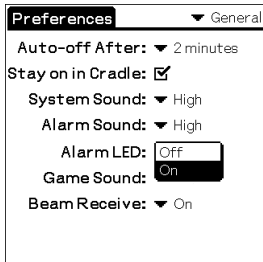 Preferences General
Auto-off After: 2 minutes
Stay on in Cradle:
System Sound: High
Alarm Sound: High
Alarm LED: Off
On
Game Sound:
Beam Receive: On